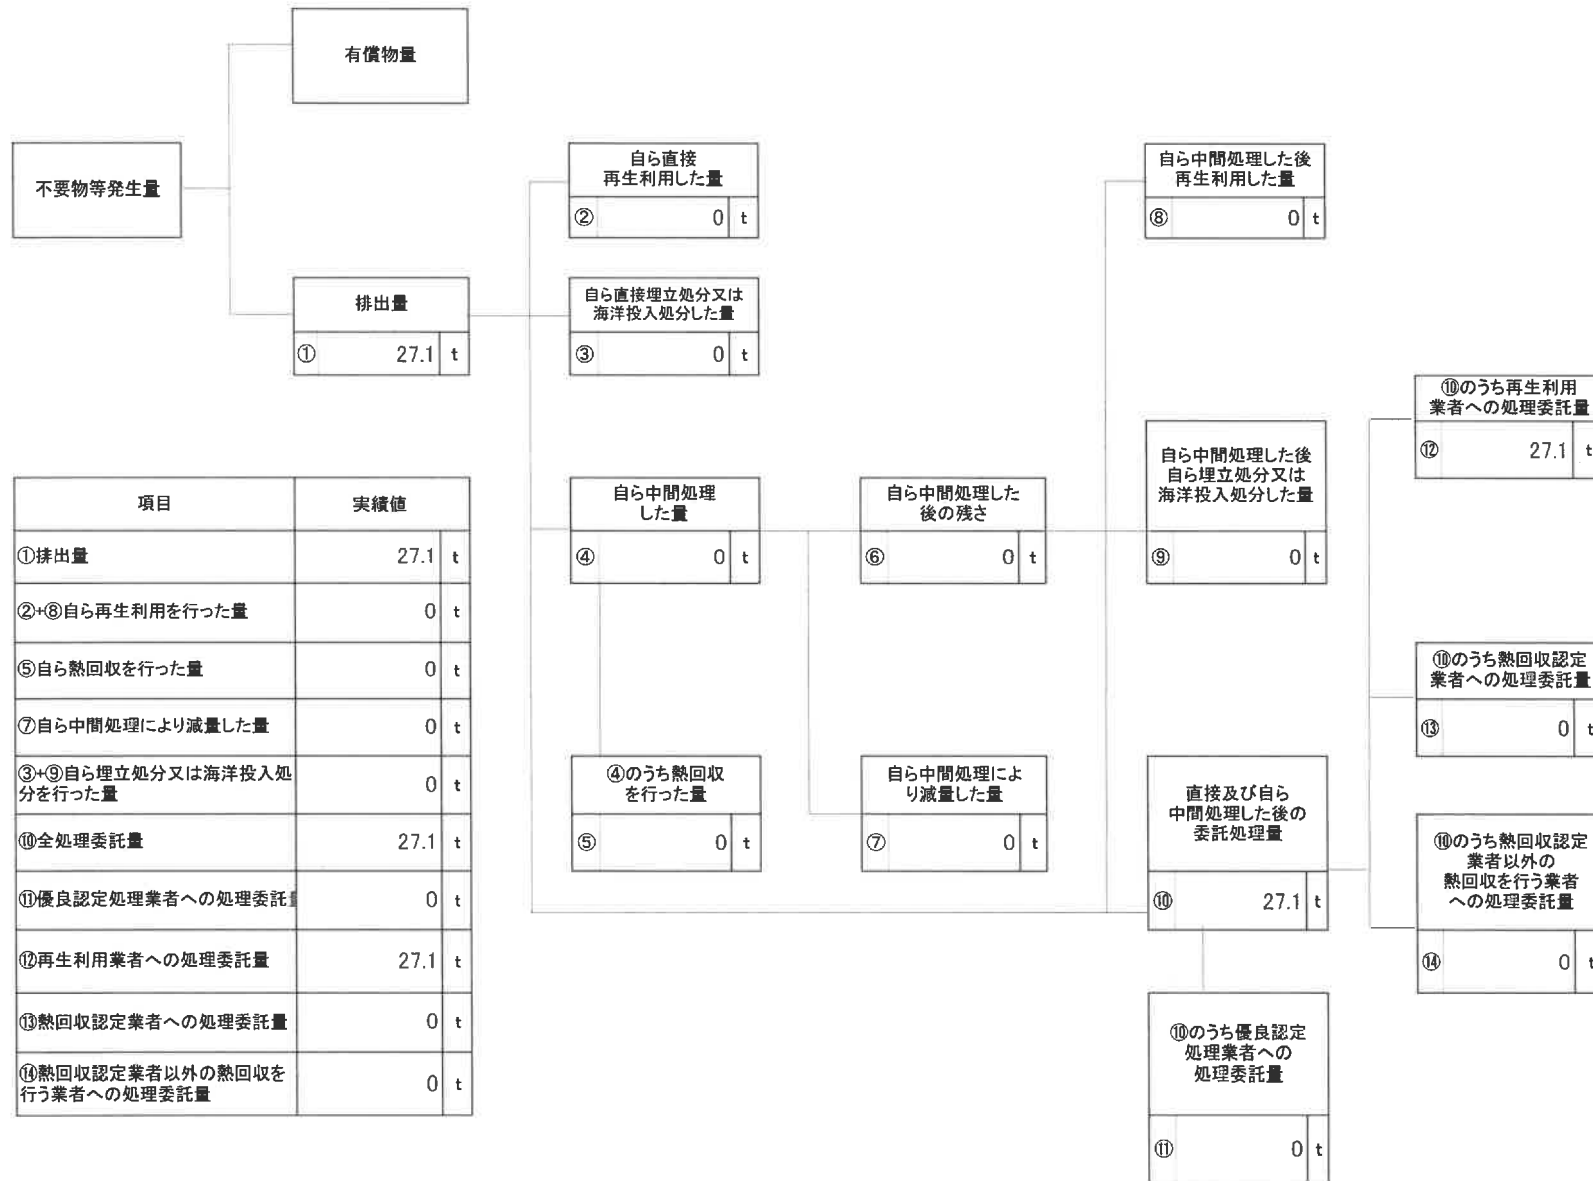 有償物量
不要物等発生量
排出量
① 27.1 t
自ら直接
再生利用した量
② 0 t
自ら直接埋立処分又は
海洋投入処分した量
③ 0 t
自ら中間処理
した量
④ 0 t
④のうち熱回収
を行った量
⑤ 0 t
自ら中間処理した
後の残さ
⑥ 0 t
自ら中間処理によ
り減量した量
⑦ 0 t
自ら中間処理した後
再生利用した量
⑧ 0 t
自ら中間処理した後
自ら埋立処分又は
海洋投入処分した量
⑨ 0 t
直接及び自ら
中間処理した後の
委託処理量
⑩ 27.1 t
⑩のうち優良認定
処理業者への
処理委託量
⑪ 0 t
⑩のうち再生利用
業者への処理委託量
⑫ 27.1 t
⑩のうち熱回収認定
業者への処理委託量
⑬ 0 t
⑩のうち熱回収認定
業者以外の
熱回収を行う業者
への処理委託量
⑭ 0 t
項目 実績値
①排出量 27.1 t
②+⑧自ら再生利用を行った量 0 t
⑤自ら熱回収を行った量 0 t
⑦自ら中間処理により減量した量 0 t
③+⑨自ら埋立処分又は海洋投入処
分を行った量 0 t
⑩全処理委託量 27.1 t
⑪優良認定処理業者への処理委託 0 t
⑫再生利用業者への処理委託量 27.1 t
⑬熱回収認定業者への処理委託量 0 t
⑭熱回収認定業者以外の熱回収を
行う業者への処理委託量 0 t